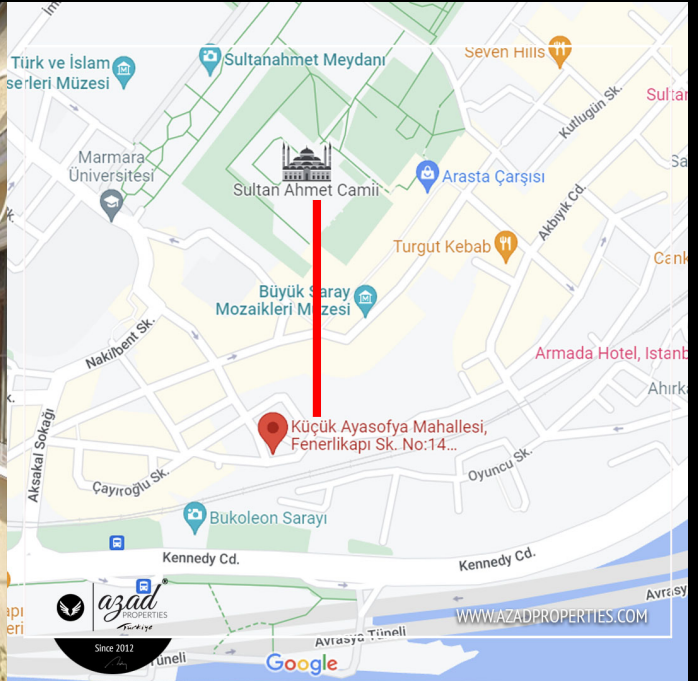 Türk ve İslam
serleri Müzesi
Sultanahmet Meydanı
Seven Hills
Kutlugün Sk.
Sultan
Marmara
Üniversitesi
Sultan Ahmet Camii
Arasta Çarşısı
Akbıyık Cd.
Turgut Kebab
Büyük Saray
Mozaikleri Müzesi
Nakilbent Sk.
Armada Hotel, Istanb
Ahırk
Aksakal Sokağı
Küçük Ayasofya Mahallesi,
Fenerlikapı Sk. No:14...
Çayıroğlu Sk.
Oyuncu Sk.
Bukoleon Sarayı
Kennedy Cd.
Kennedy Cd.
azad®
PROPERTIES
Türkiye
Since 2012
WWW.AZADPROPERTIES.COM
Avrasy
Avrasya Tüneli
Tüneli
Google